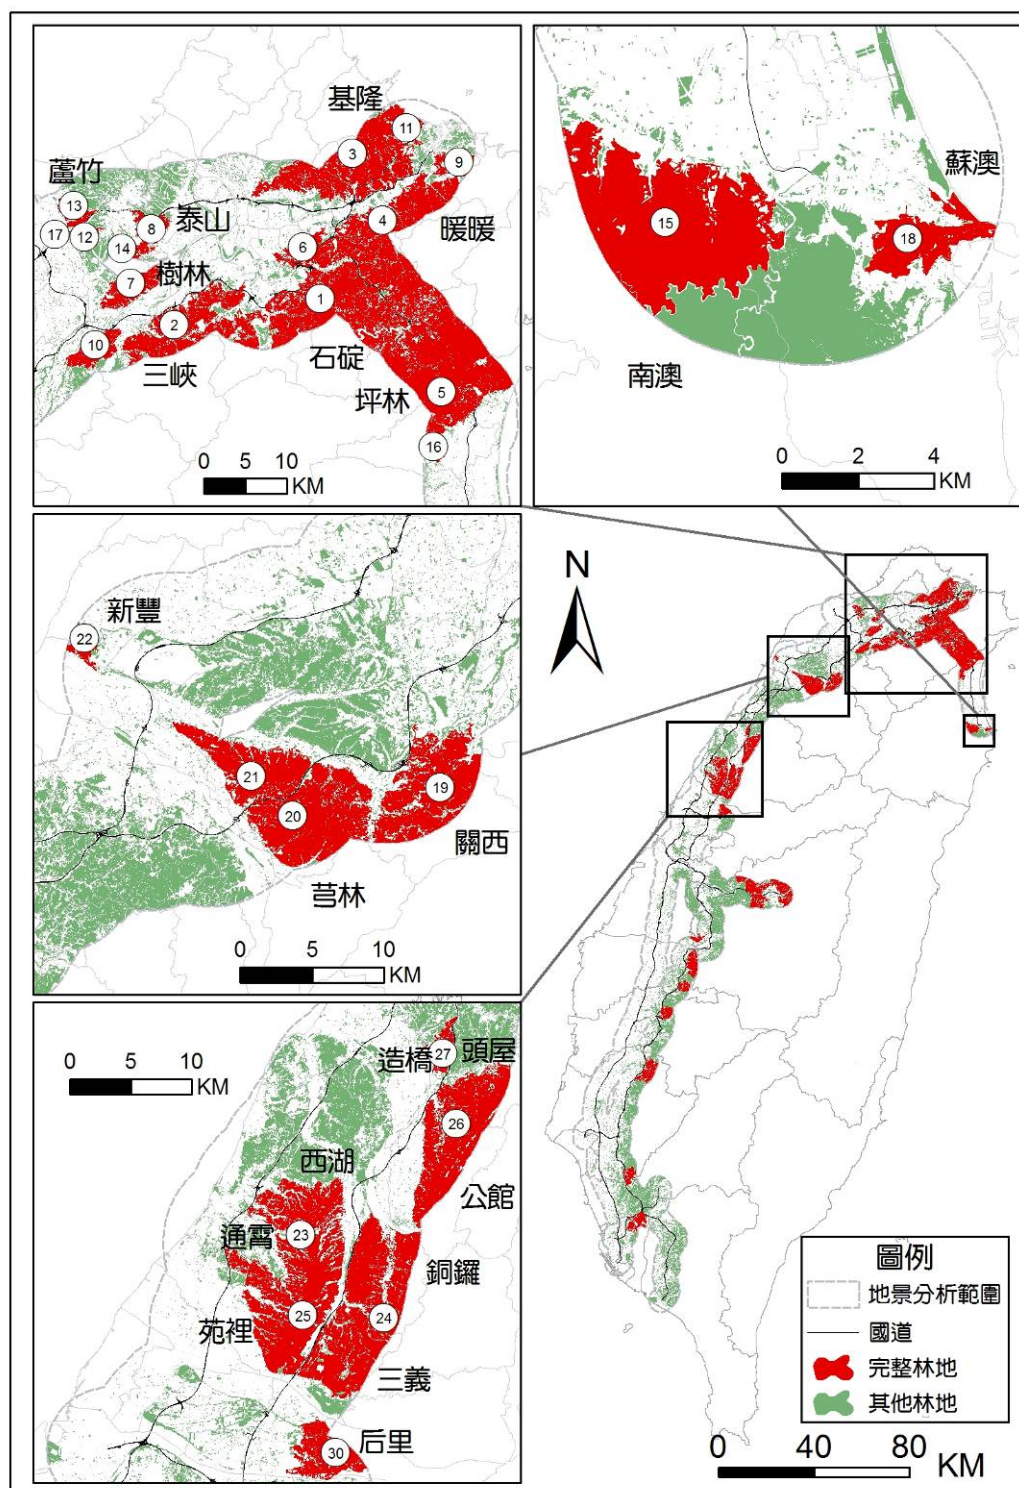 基隆
11
3
9
蘆竹
13
泰山
4
8
17
12
暖暖
14
6
樹林
7
1
2
石碇
10
三峽
坪林
5
16
0 5 10
KM
蘇澳
15
18
南澳
0 2 4
KM
新豐
22
21
19
20
關西
芎林
0 5 10
KM
N
0 5 10
KM
造橋
27
頭屋
26
西湖
公館
通霄
23
銅鑼
苑裡
25
24
三義
后里
30
圖例
地景分析範圍
國道
完整林地
其他林地
0 40 80
KM